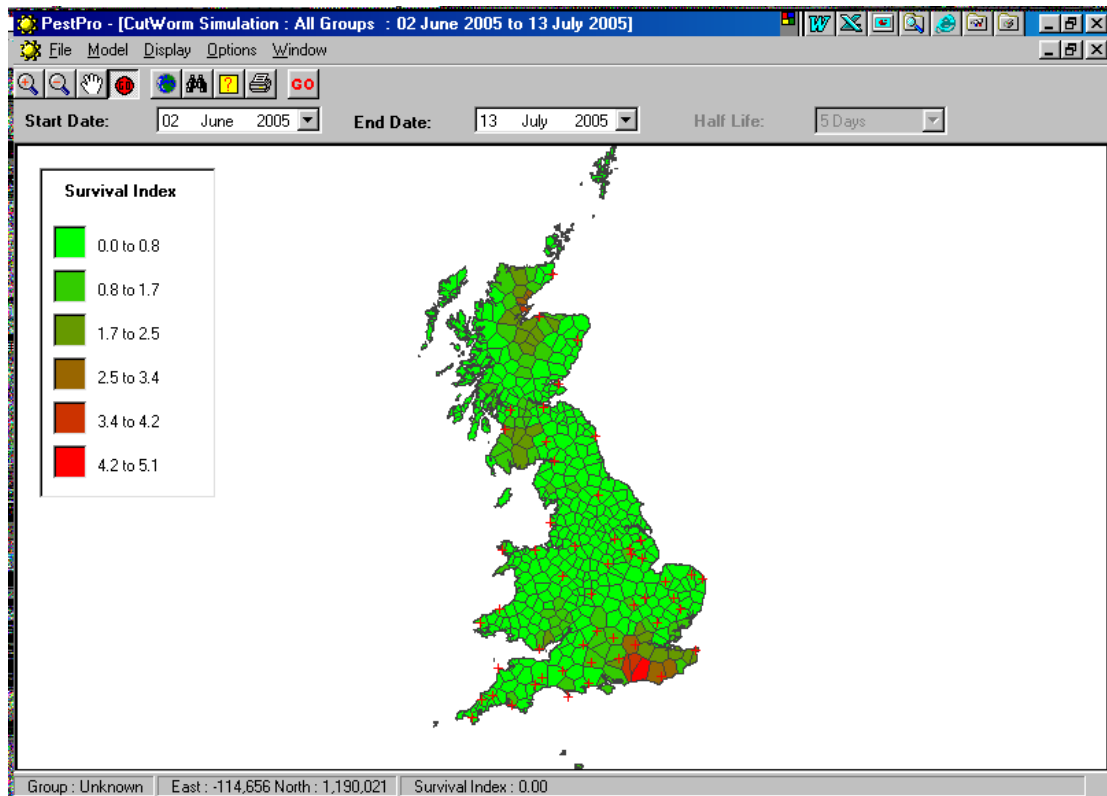 PestPro - [CutWorm Simulation : All Groups : 02 June 2005 to 13 July 2005]
File Model Display Options Window
GO
Start Date: 02 June 2005 End Date: 13 July 2005 Half Life: 5 Days
Survival Index
0.0 to 0.8
0.8 to 1.7
1.7 to 2.5
2.5 to 3.4
3.4 to 4.2
4.2 to 5.1
Group : Unknown East : -114,656 North : 1,190,021 Survival Index : 0.00